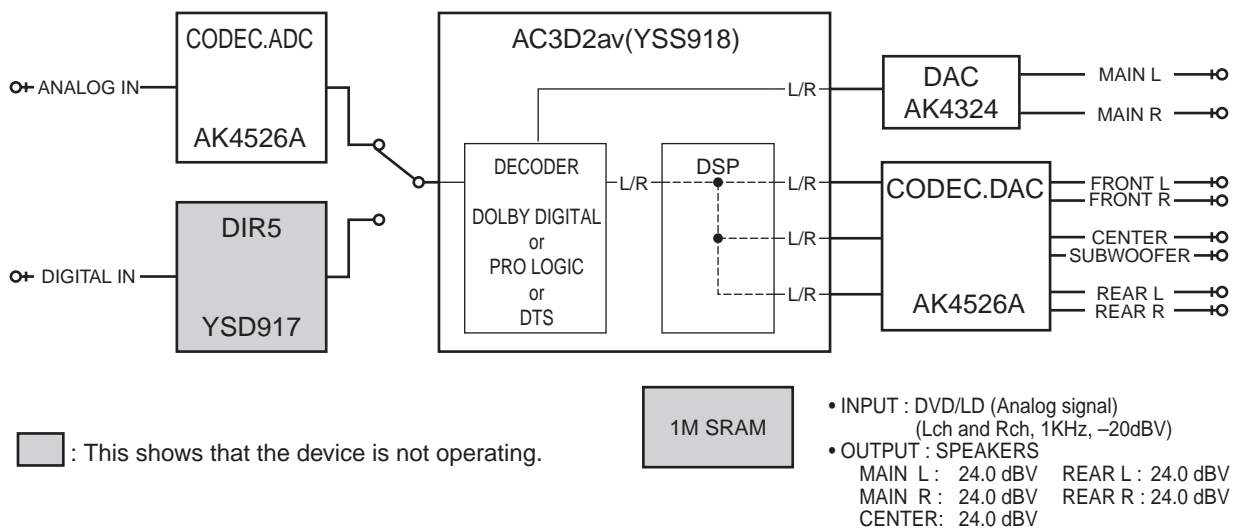 CODEC.ADC
AK4526A
ANALOG IN
DIR5
YSD917
DIGITAL IN
AC3D2av(YSS918)
DECODER
DOLBY DIGITAL
or
PRO LOGIC
or
DTS
L/R
DSP
L/R
L/R
L/R
L/R
DAC
AK4324
MAIN L
MAIN R
CODEC.DAC
AK4526A
FRONT L
FRONT R
CENTER
SUBWOOFER
REAR L
REAR R
: This shows that the device is not operating.
1M SRAM
• INPUT : DVD/LD (Analog signal)
(Lch and Rch, 1KHz, –20dBV)
• OUTPUT : SPEAKERS
MAIN L : 24.0 dBV REAR L : 24.0 dBV
MAIN R : 24.0 dBV REAR R : 24.0 dBV
CENTER: 24.0 dBV